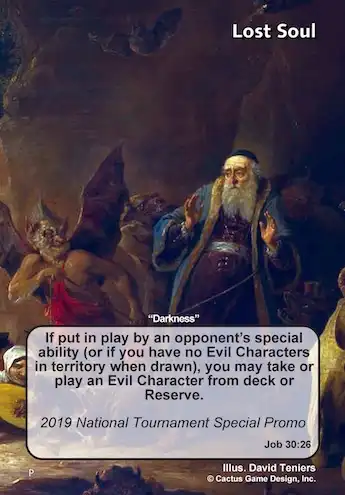 Lost Soul
“Darkness”
If put in play by an opponent’s special
ability (or if you have no Evil Characters
in territory when drawn), you may take or
play an Evil Character from deck or
Reserve.
2019 National Tournament Special Promo
Job 30:26
P
Illus. David Teniers
© Cactus Game Design, Inc.